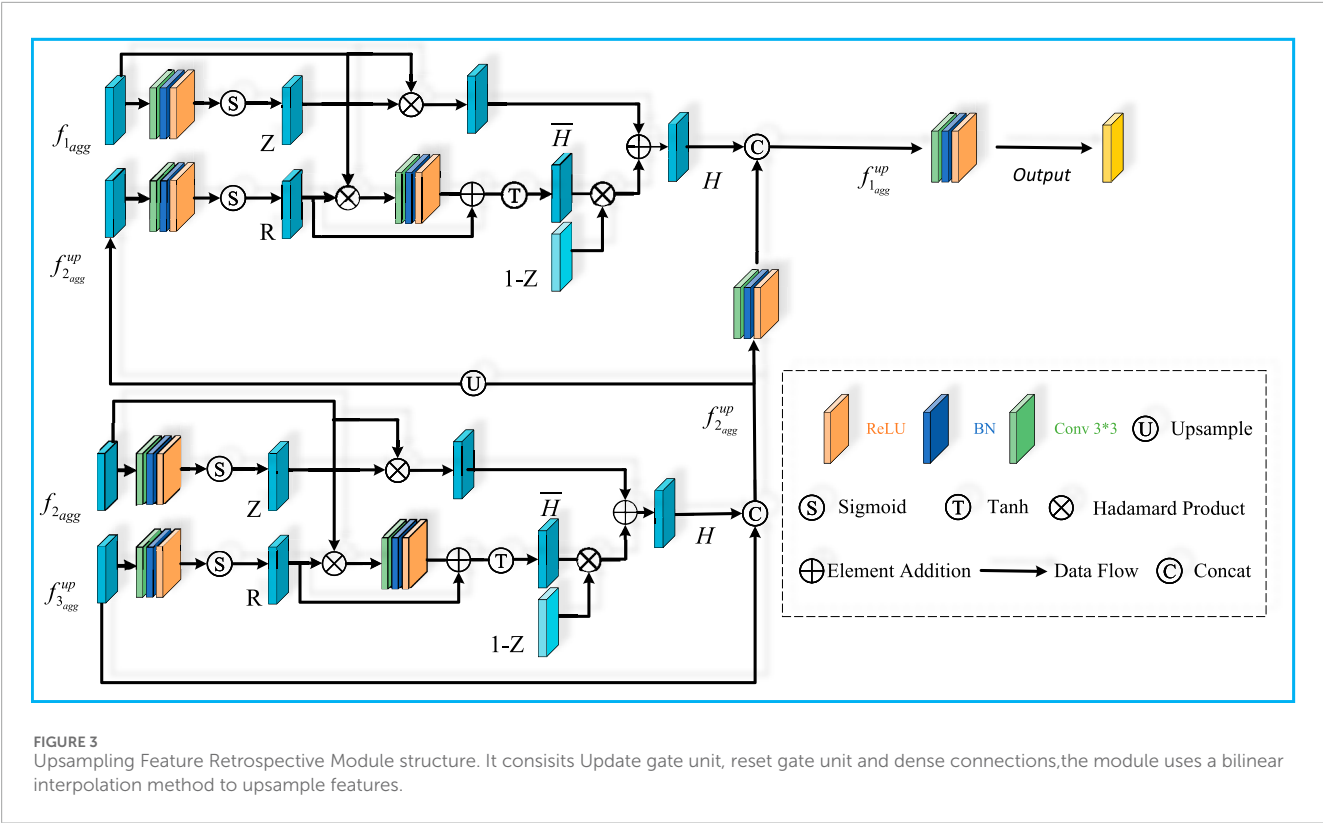 f1agg
S
Z
H̅
H
C
f1agg^up
Output
f2agg^up
S
R
T
1-Z
U
f2agg^up
f2agg
S
Z
H̅
H
C
f3agg^up
S
R
T
1-Z
ReLU BN Conv 3*3 U Upsample
S Sigmoid T Tanh Hadamard Product
Element Addition Data Flow C Concat
FIGURE 3
Upsampling Feature Retrospective Module structure. It consisits Update gate unit, reset gate unit and dense connections,the module uses a bilinear
interpolation method to upsample features.